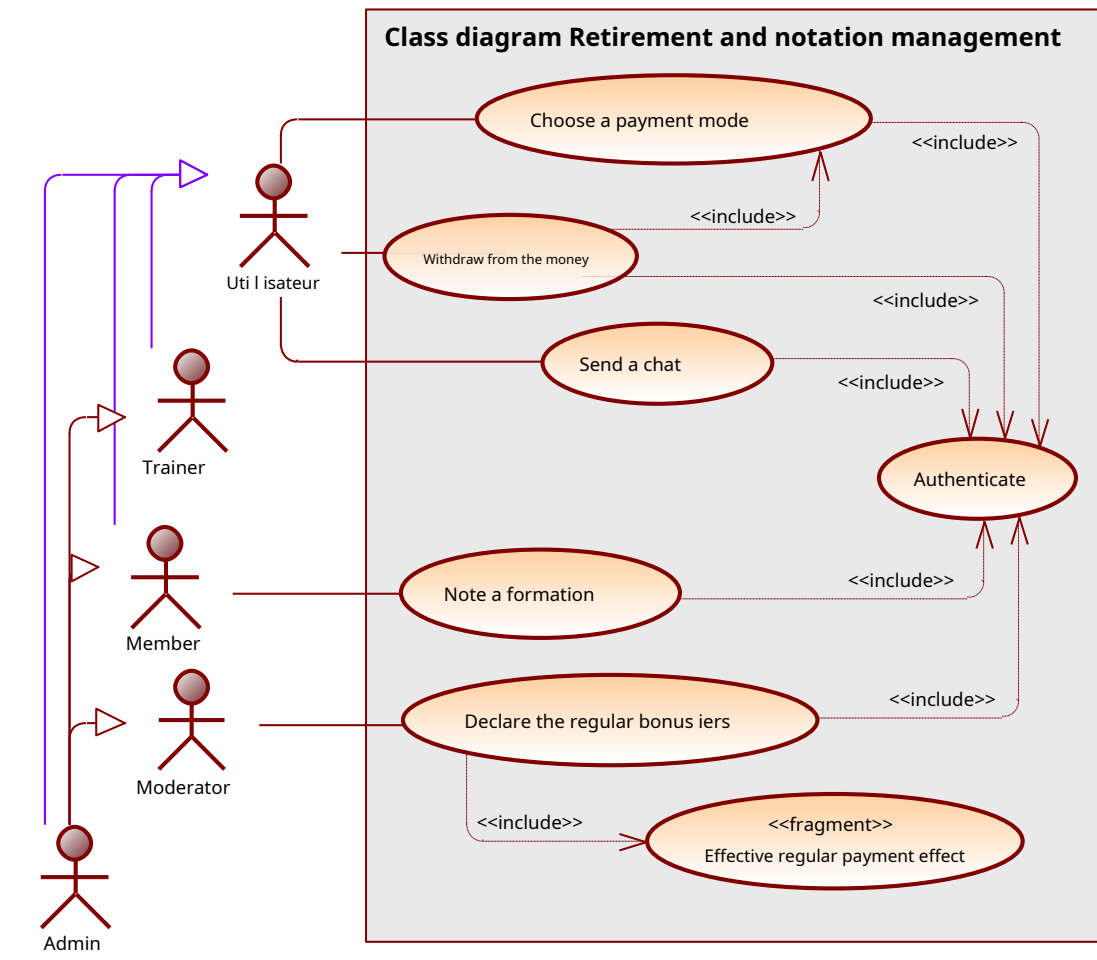 Class diagram Retirement and notation management
Choose a payment mode
<<include>>
<<include>>
Withdraw from the money
Uti l isateur
<<include>>
Send a chat
<<include>>
Trainer
Authenticate
<<include>>
Note a formation
Member
<<include>>
Declare the regular bonus iers
Moderator
<<include>>
<<fragment>>
Effective regular payment effect
Admin